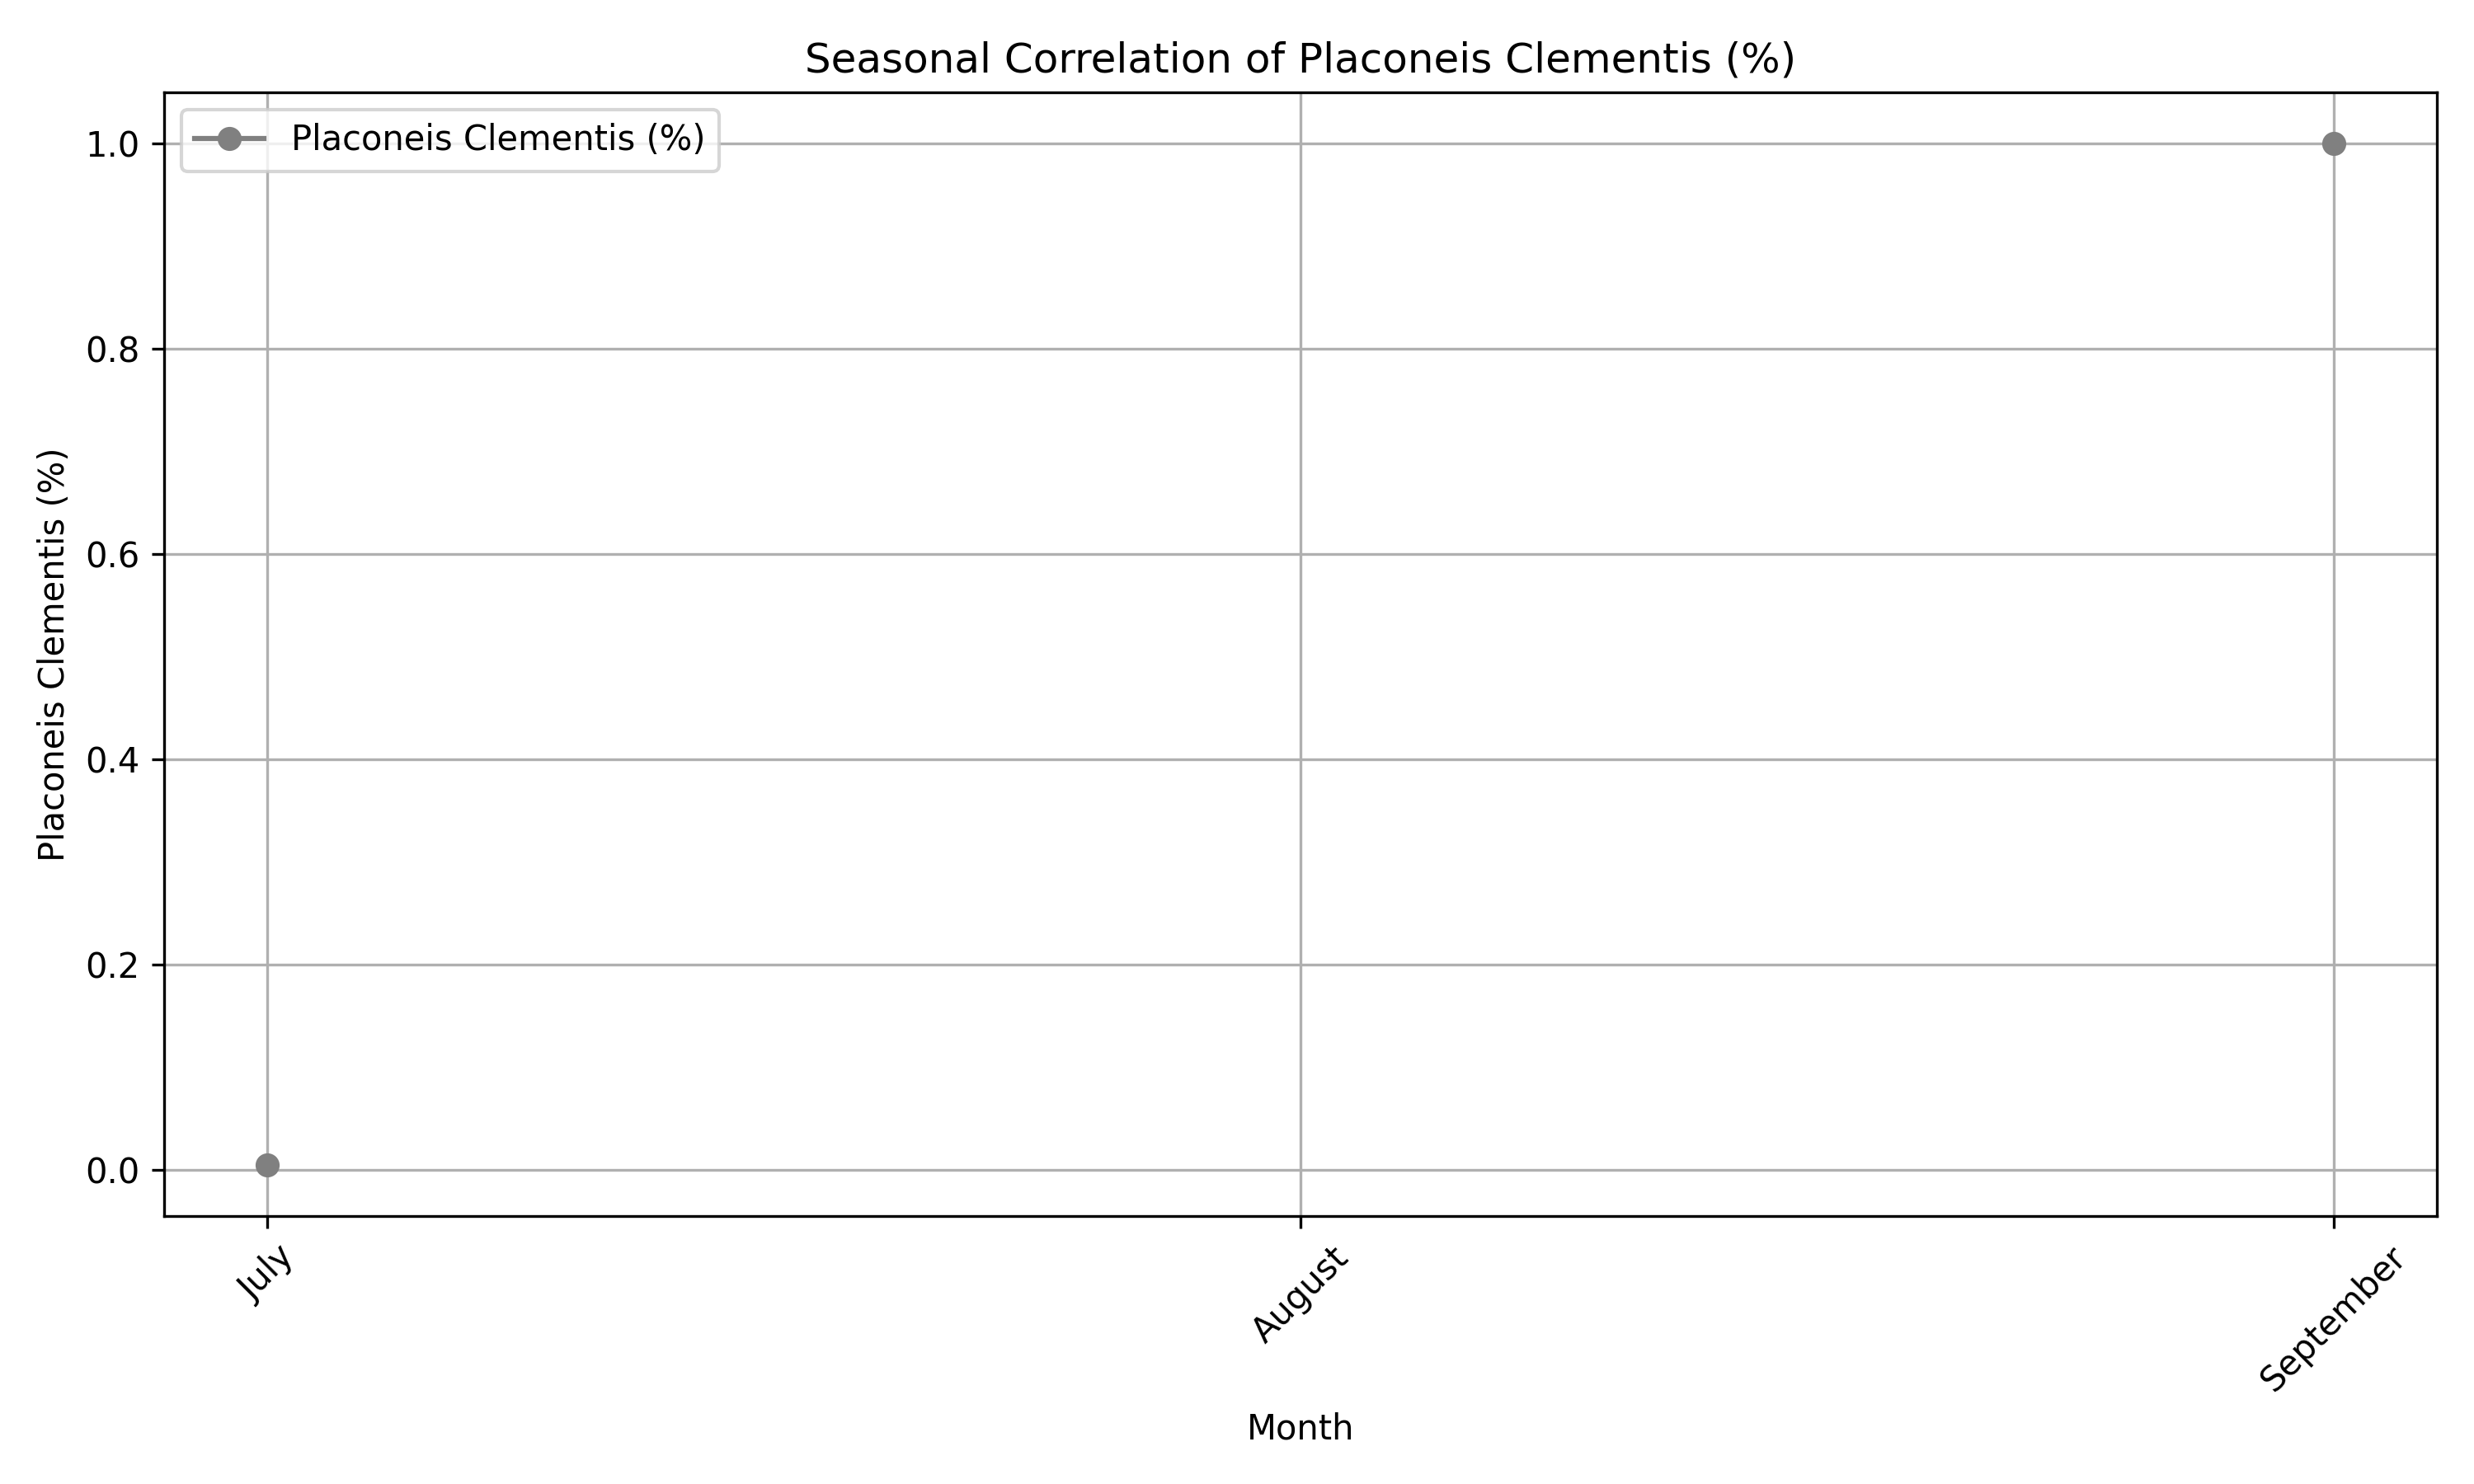 Seasonal Correlation of Placoneis Clementis (%)
Placoneis Clementis (%)
Placoneis Clementis (%)
1.0
0.8
0.6
0.4
0.2
0.0
July
August
September
Month